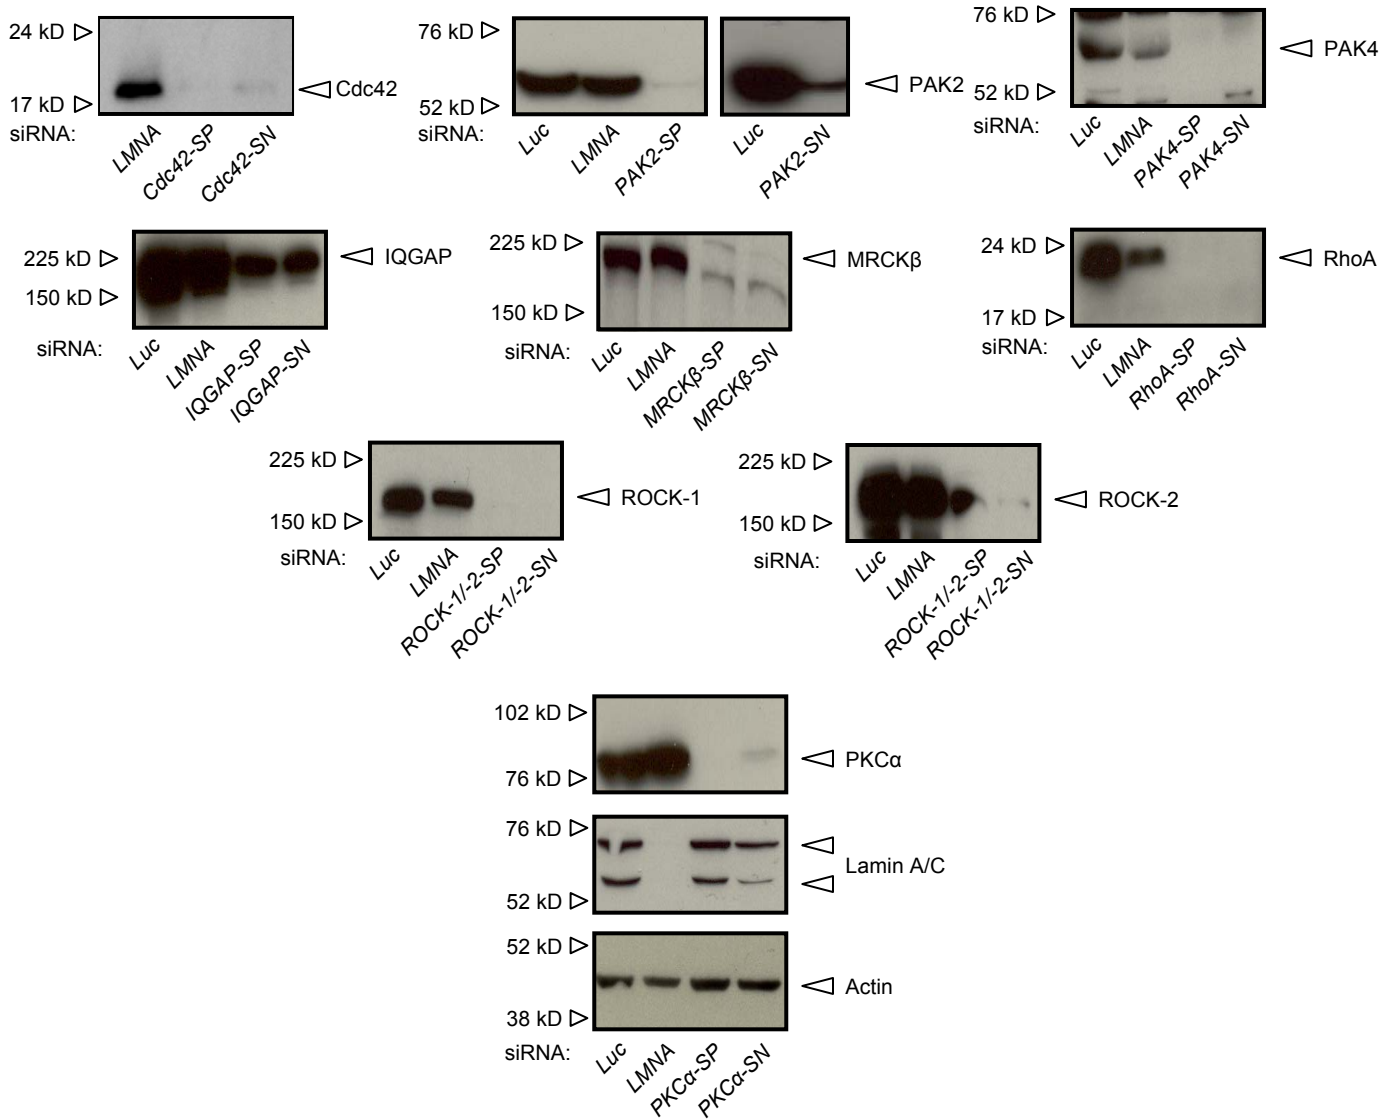 24 kD
17 kD
Cdc42
siRNA:
LMNA
Cdc42-SP
Cdc42-SN
76 kD
52 kD
PAK2
siRNA:
Luc
LMNA
PAK2-SP
Luc
PAK2-SN
76 kD
52 kD
PAK4
siRNA:
Luc
LMNA
PAK4-SP
PAK4-SN
225 kD
150 kD
IQGAP
siRNA:
Luc
LMNA
IQGAP-SP
IQGAP-SN
225 kD
150 kD
MRCKβ
siRNA:
Luc
LMNA
MRCKβ-SP
MRCKβ-SN
24 kD
17 kD
RhoA
siRNA:
Luc
LMNA
RhoA-SP
RhoA-SN
225 kD
150 kD
ROCK-1
siRNA:
Luc
LMNA
ROCK-1/-2-SP
ROCK-1/-2-SN
225 kD
150 kD
ROCK-2
siRNA:
Luc
LMNA
ROCK-1/-2-SP
ROCK-1/-2-SN
102 kD
76 kD
PKCα
76 kD
52 kD
Lamin A/C
52 kD
38 kD
Actin
siRNA:
Luc
LMNA
PKCα-SP
PKCα-SN